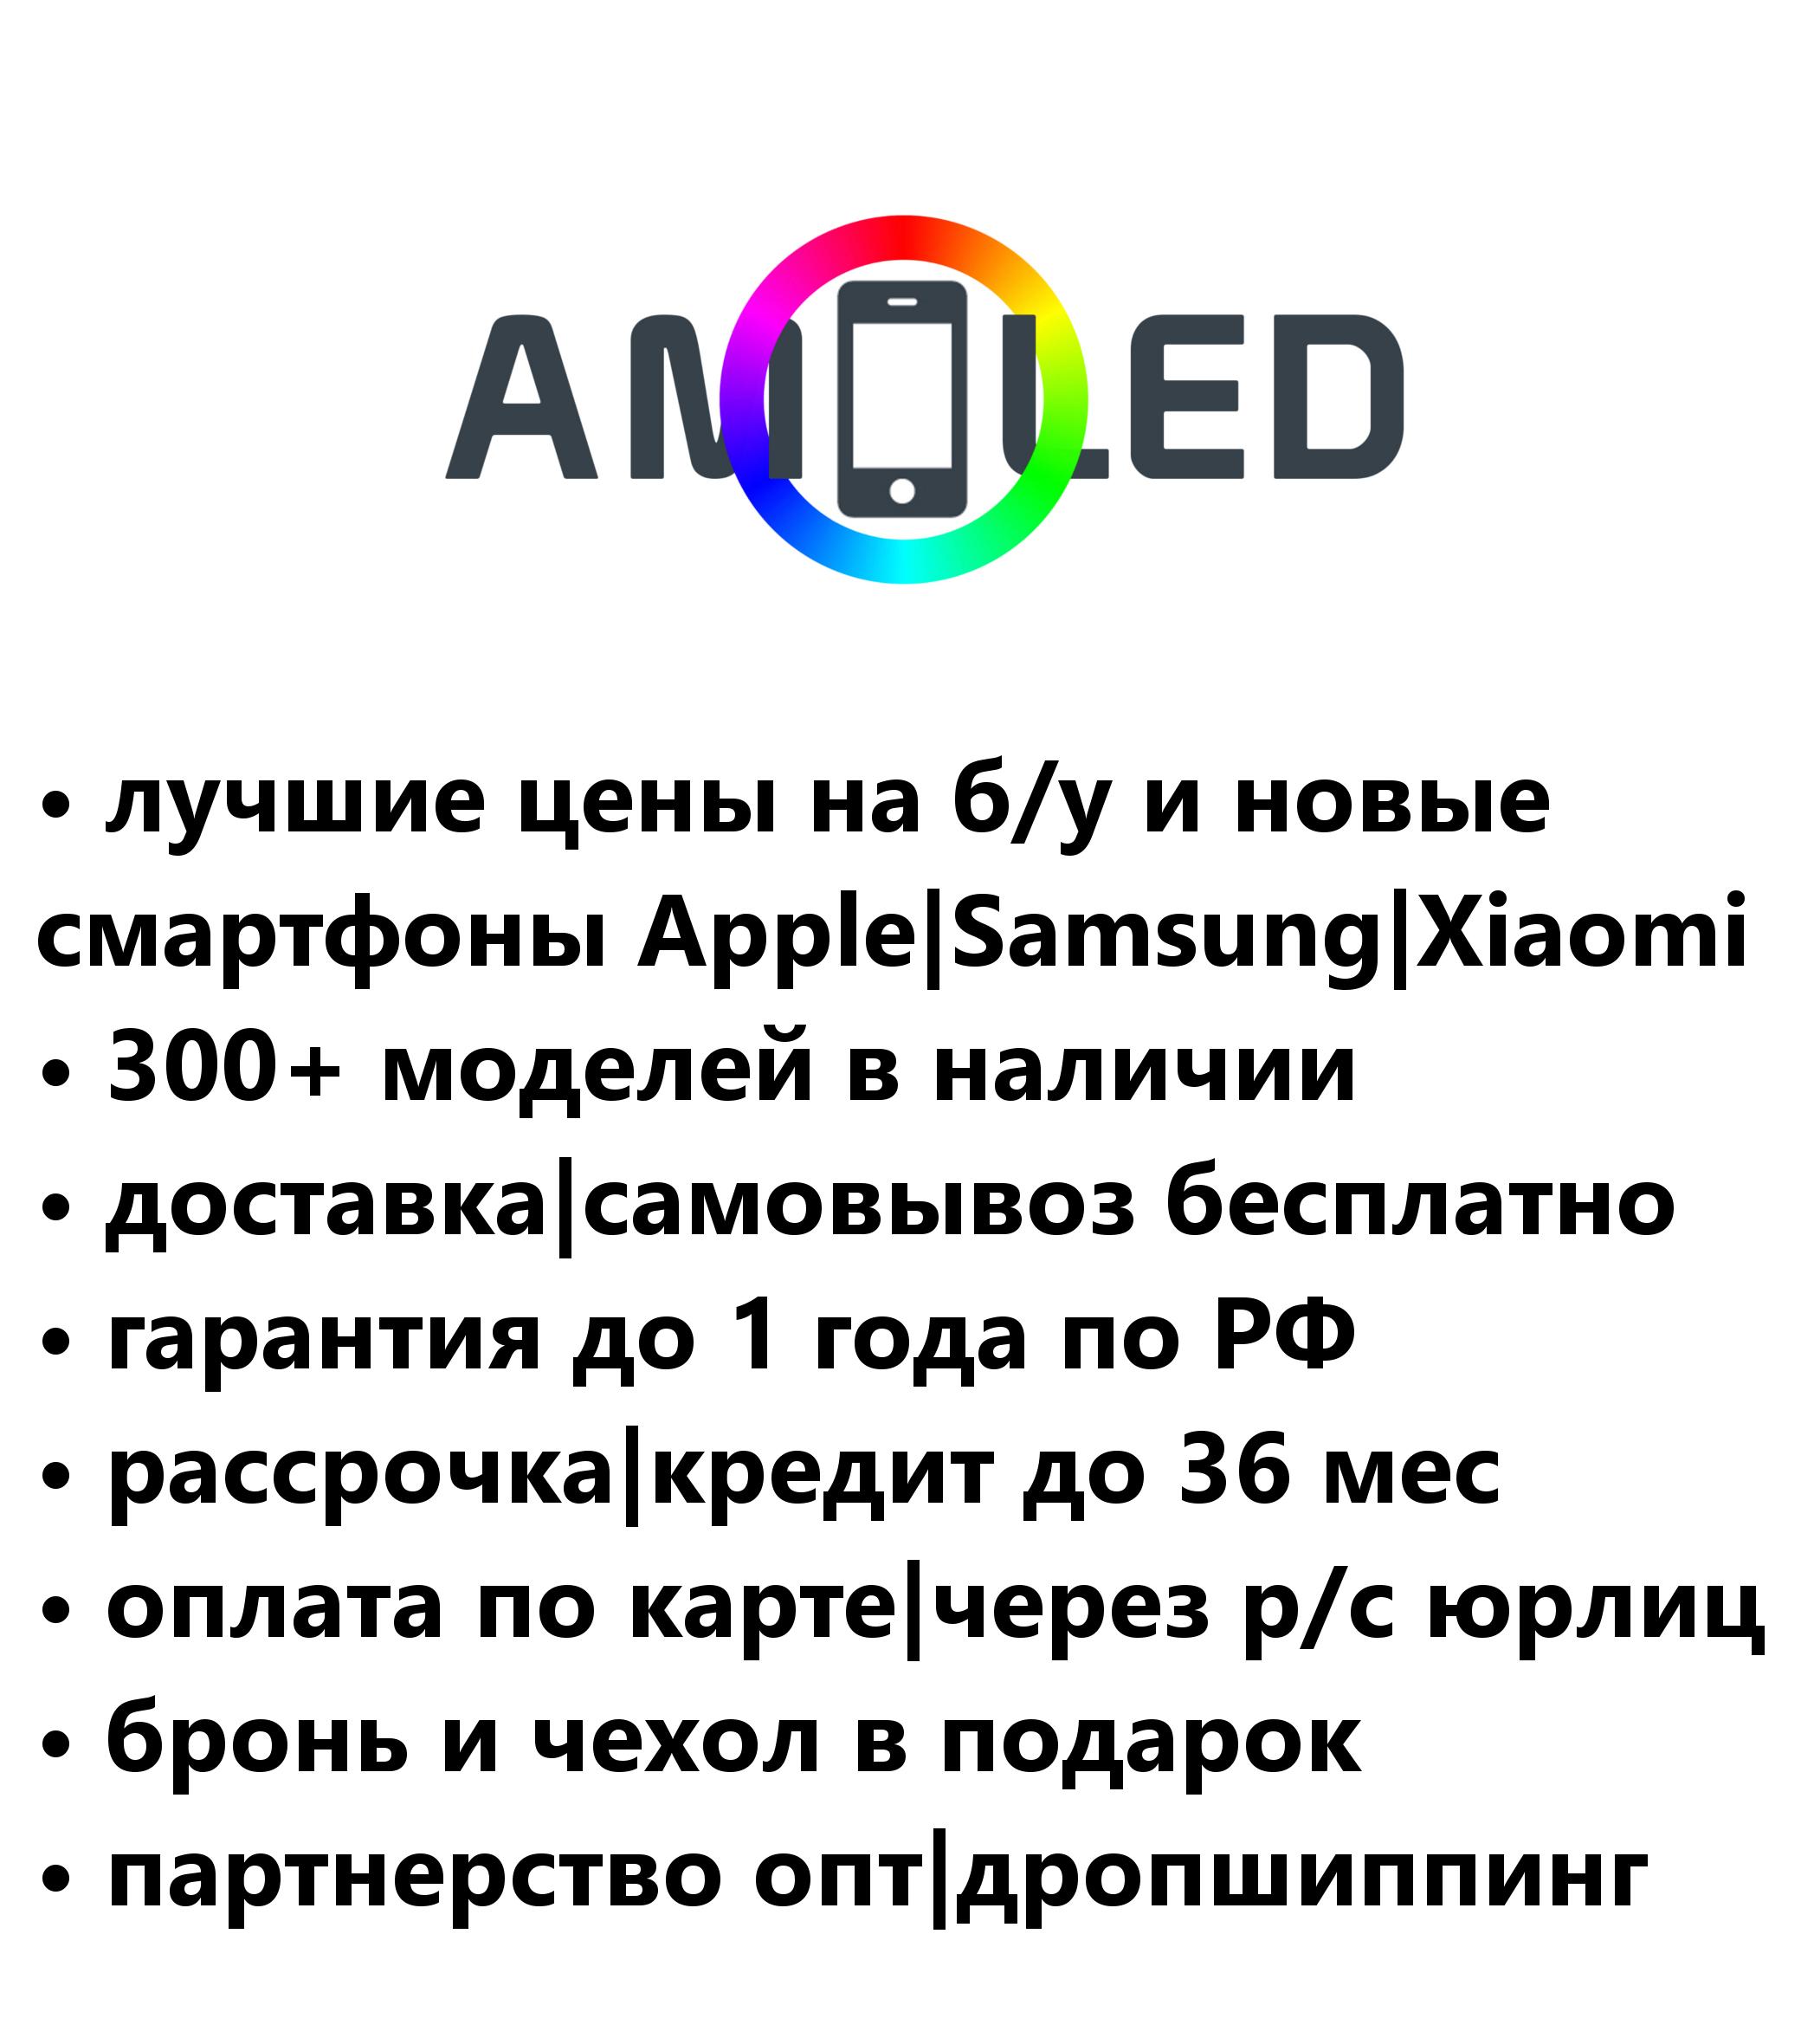 AMOLED
• лучшие цены на б/у и новые
смартфоны Apple|Samsung|Xiaomi
• 300+ моделей в наличии
• доставка|самовывоз бесплатно
• гарантия до 1 года по РФ
• рассрочка|кредит до 36 мес
• оплата по карте|через р/с юрлиц
• бронь и чехол в подарок
• партнерство опт|дропшиппинг